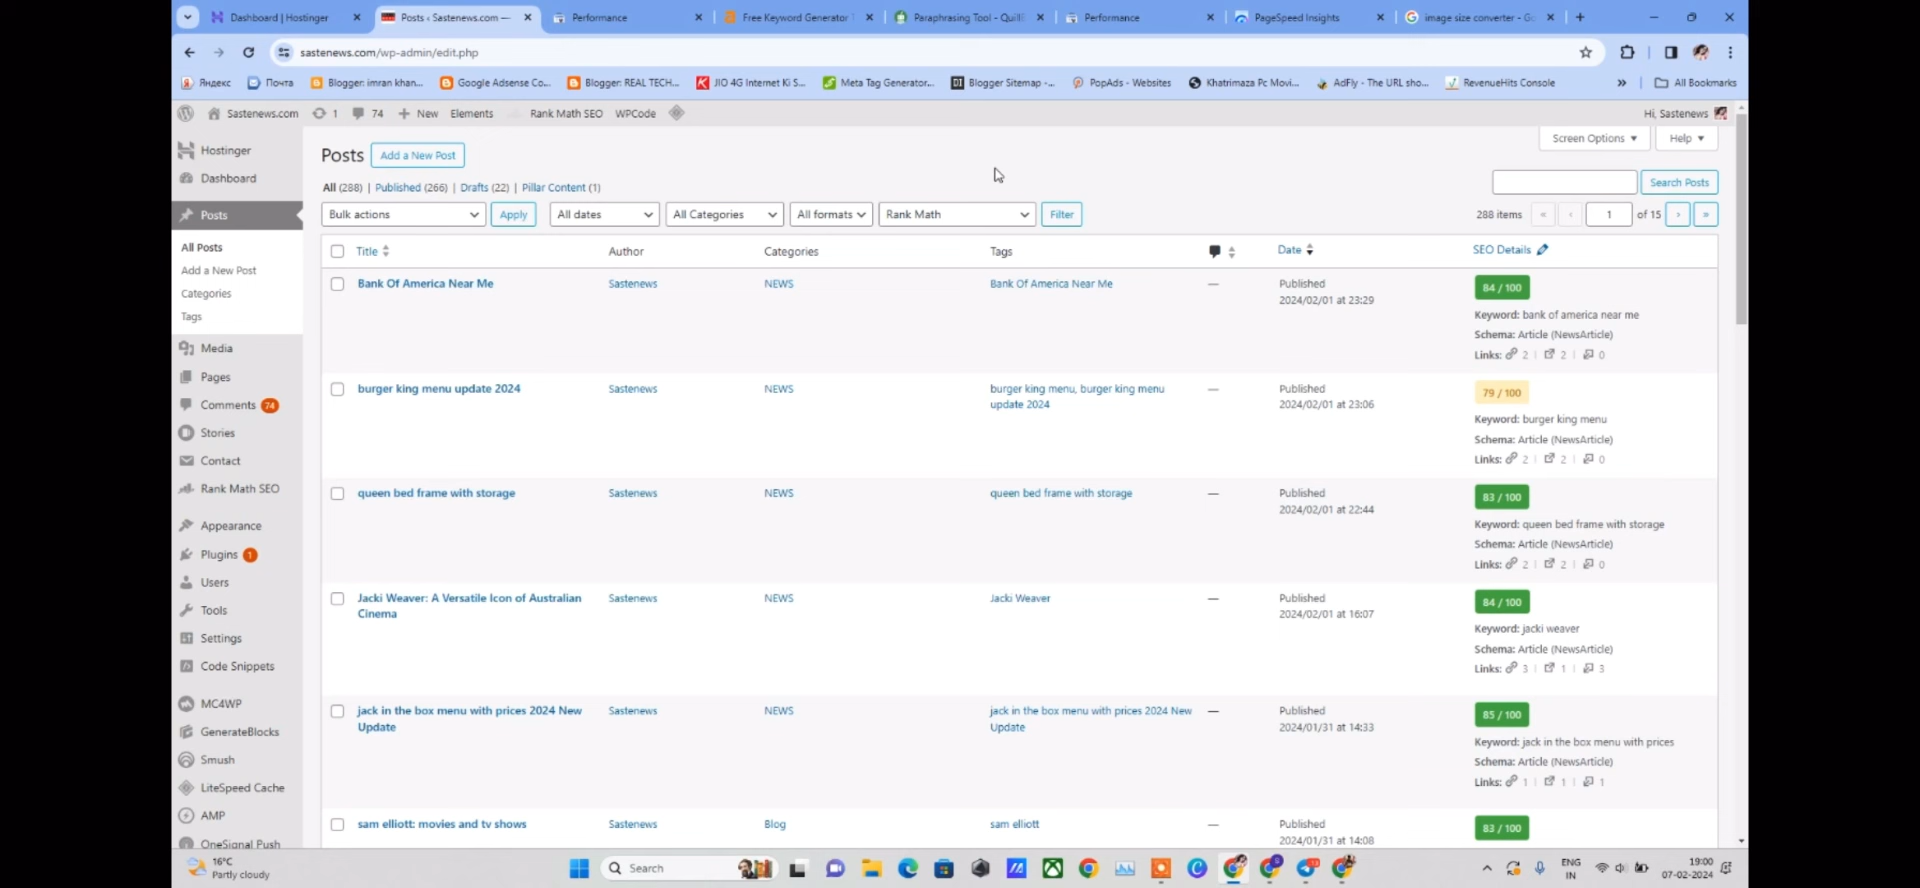 Dashboard | Hostinger
Posts ‹ Sastenews.com —
Performance
Free Keyword Generator
Paraphrasing Tool - Quill
Performance
PageSpeed Insights
image size converter - Go
sastenews.com/wp-admin/edit.php
Яндекс
Почта
Blogger: imran khan...
Google Adsense Co...
Blogger: REAL TECH...
JIO 4G Internet Ki S...
Meta Tag Generator...
Blogger Sitemap -...
PopAds - Websites
Khatrimaza Pc Movi...
AdFly - The URL sho...
RevenueHits Console
» All Bookmarks
Sastenews.com 1 74 + New Elements Rank Math SEO WPCode Hi, Sastenews
Screen Options Help
Hostinger
Dashboard
Posts
All Posts
Add a New Post
Categories
Tags
Media
Pages
Comments 74
Stories
Contact
Rank Math SEO
Appearance
Plugins 1
Users
Tools
Settings
Code Snippets
MC4WP
GenerateBlocks
Smush
LiteSpeed Cache
AMP
OneSignal Push
Posts Add a New Post
All (288) | Published (266) | Drafts (22) | Pillar Content (1)
Search Posts
Bulk actions Apply All dates All Categories All formats Rank Math Filter
288 items « ‹ 1 of 15 › »
Title Author Categories Tags Date SEO Details
Bank Of America Near Me Sastenews NEWS Bank Of America Near Me — Published
2024/02/01 at 23:29
84 / 100
Keyword: bank of america near me
Schema: Article (NewsArticle)
Links: 2 | 2 | 0
burger king menu update 2024 Sastenews NEWS burger king menu, burger king menu
update 2024
— Published
2024/02/01 at 23:06
79 / 100
Keyword: burger king menu
Schema: Article (NewsArticle)
Links: 2 | 2 | 0
queen bed frame with storage Sastenews NEWS queen bed frame with storage — Published
2024/02/01 at 22:44
83 / 100
Keyword: queen bed frame with storage
Schema: Article (NewsArticle)
Links: 2 | 2 | 0
Jacki Weaver: A Versatile Icon of Australian
Cinema
Sastenews NEWS Jacki Weaver — Published
2024/02/01 at 16:07
84 / 100
Keyword: jacki weaver
Schema: Article (NewsArticle)
Links: 3 | 1 | 3
jack in the box menu with prices 2024 New
Update
Sastenews NEWS jack in the box menu with prices 2024 New
Update
— Published
2024/01/31 at 14:33
85 / 100
Keyword: jack in the box menu with prices
Schema: Article (NewsArticle)
Links: 1 | 1 | 1
sam elliott: movies and tv shows Sastenews Blog sam elliott — Published
2024/01/31 at 14:08
83 / 100
16°C
Partly cloudy
Search
ENG
IN
19:00
07-02-2024